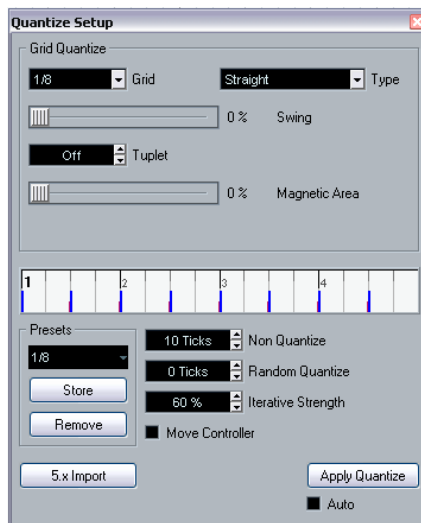 Quantize Setup
Grid Quantize
1/8 Grid Straight Type
0 % Swing
Off Tuplet
0 % Magnetic Area
1 2 3 4
Presets
1/8
Store
Remove
10 Ticks Non Quantize
0 Ticks Random Quantize
60 % Iterative Strength
Move Controller
5.x Import
Apply Quantize
Auto